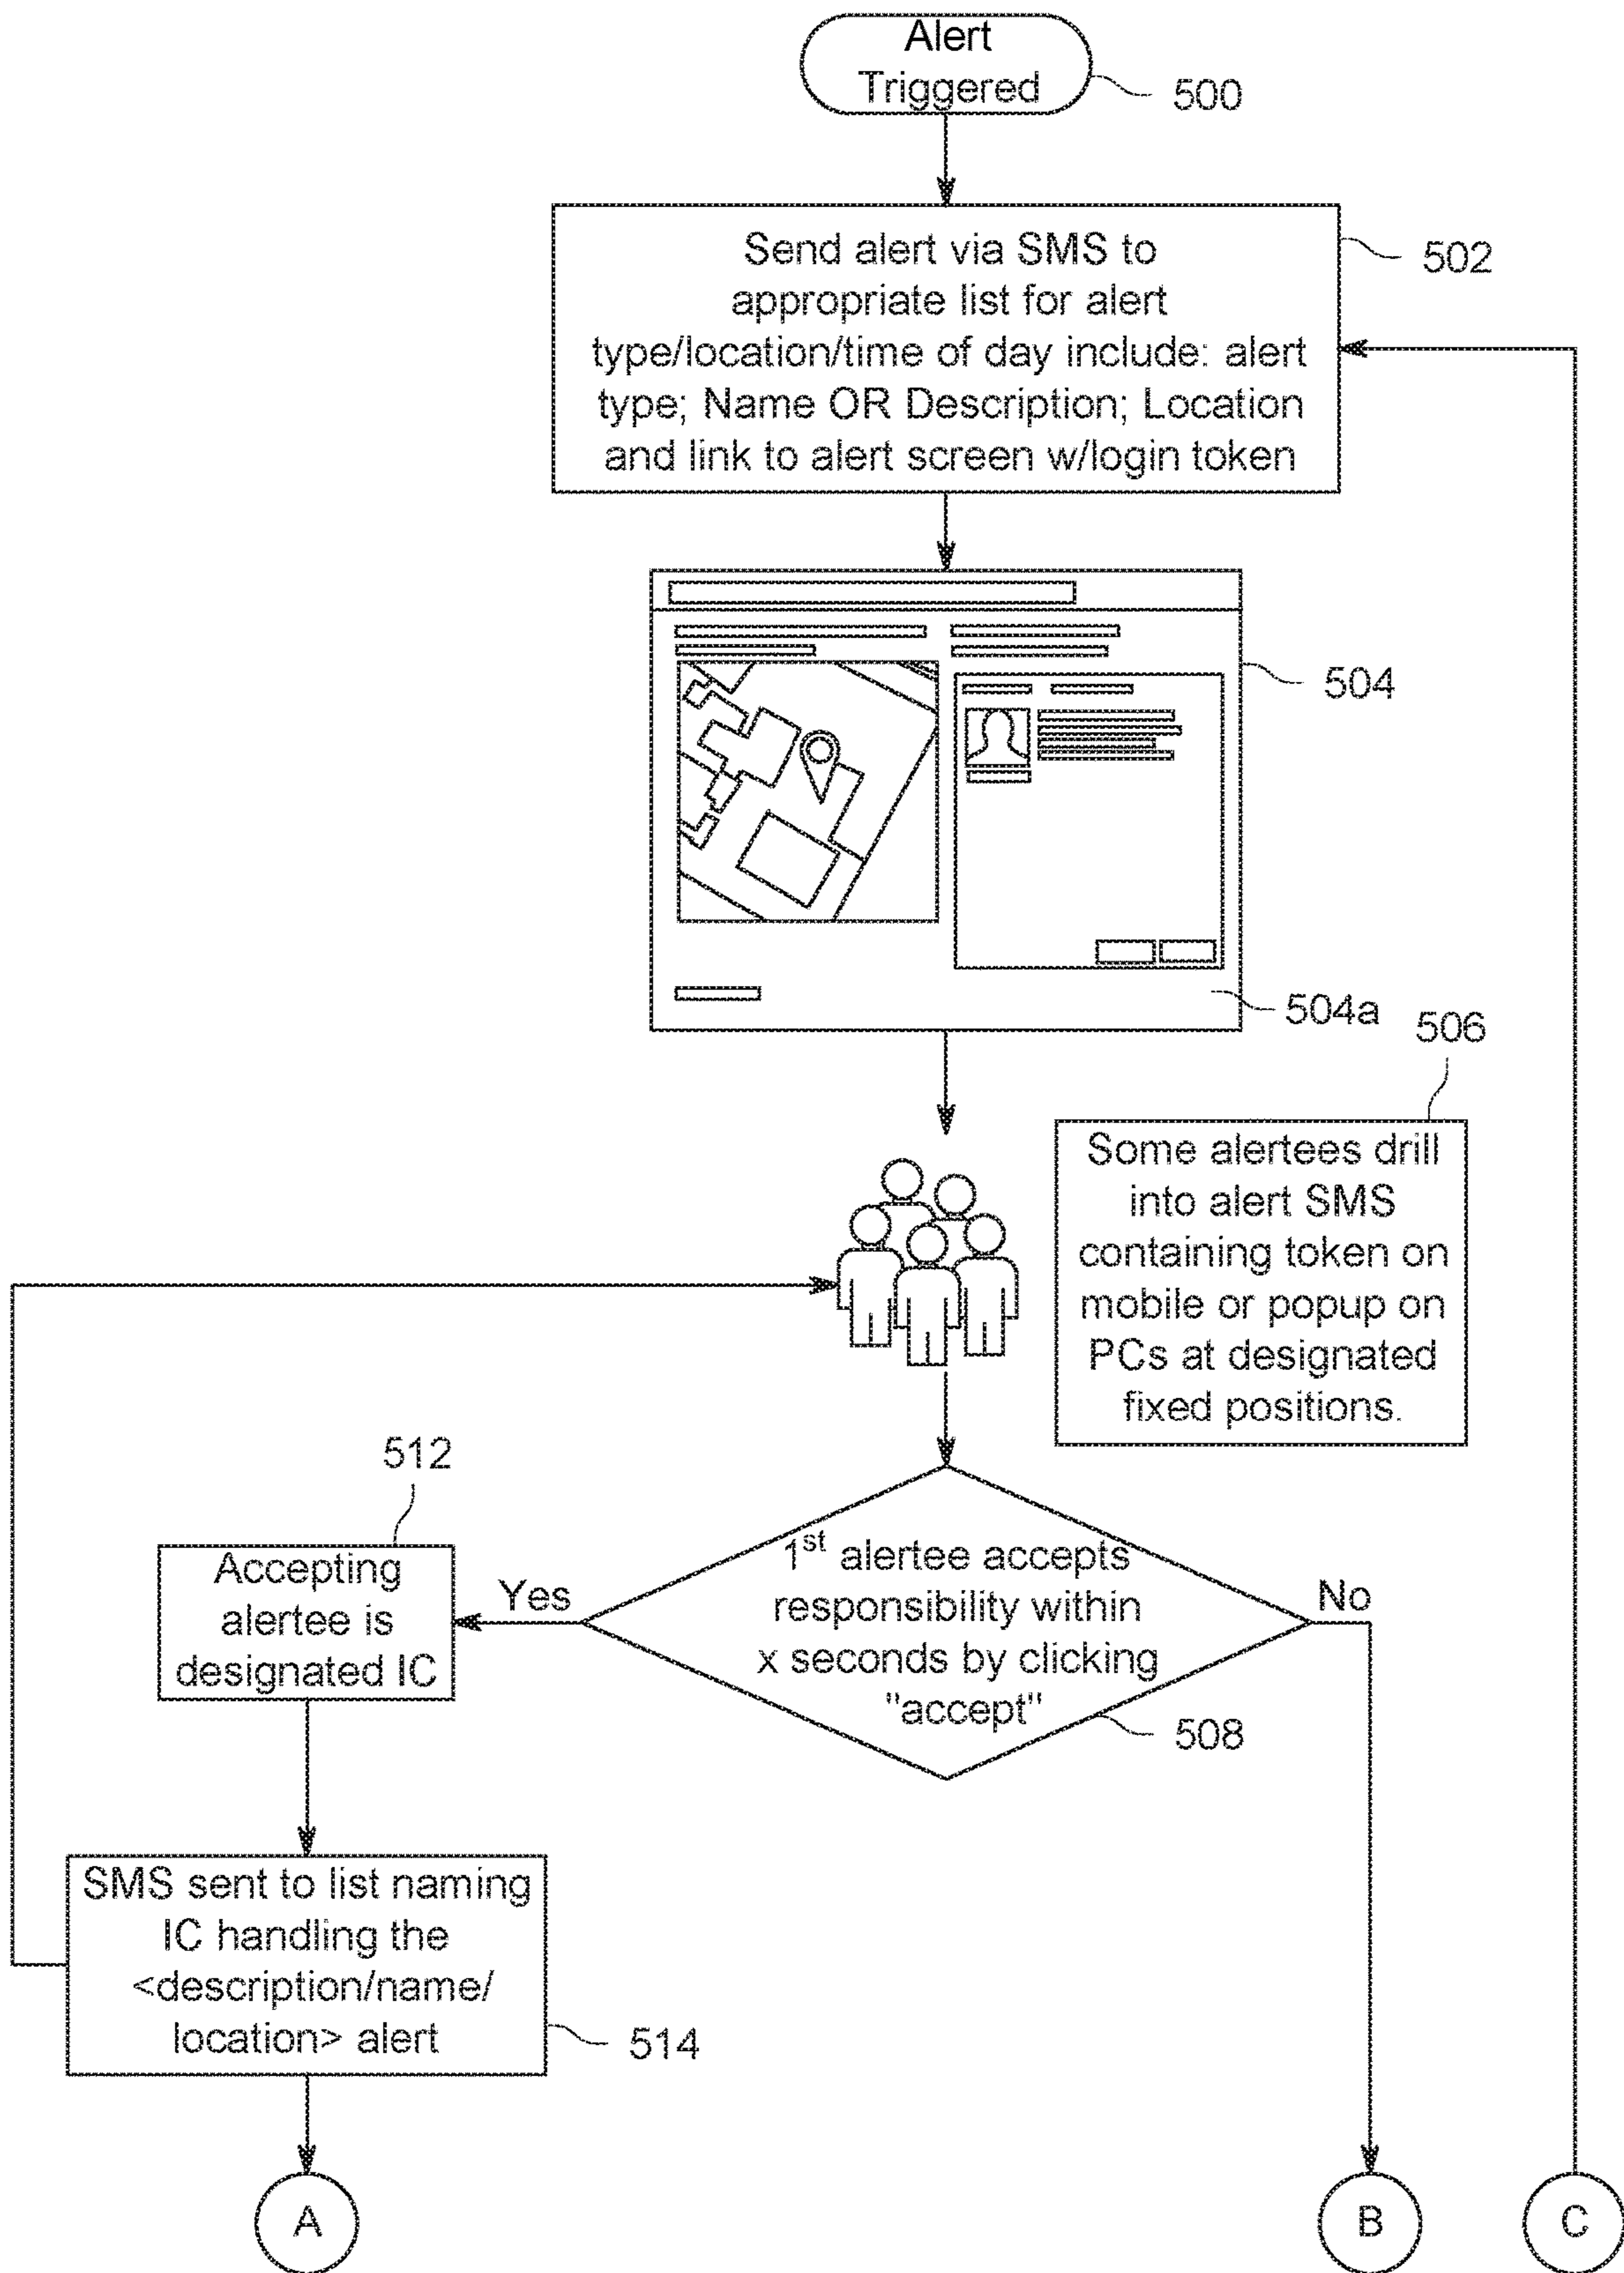 Alert
Triggered
500
Send alert via SMS to
appropriate list for alert
type/location/time of day include: alert
type; Name OR Description; Location
and link to alert screen w/login token
502
504
504a
506
Some alertees drill
into alert SMS
containing token on
mobile or popup on
PCs at designated
fixed positions.
512
Accepting
alertee is
designated IC
Yes
1st alertee accepts
responsibility within
x seconds by clicking
"accept"
No
508
SMS sent to list naming
IC handling the
<description/name/
location> alert
514
A
B
C